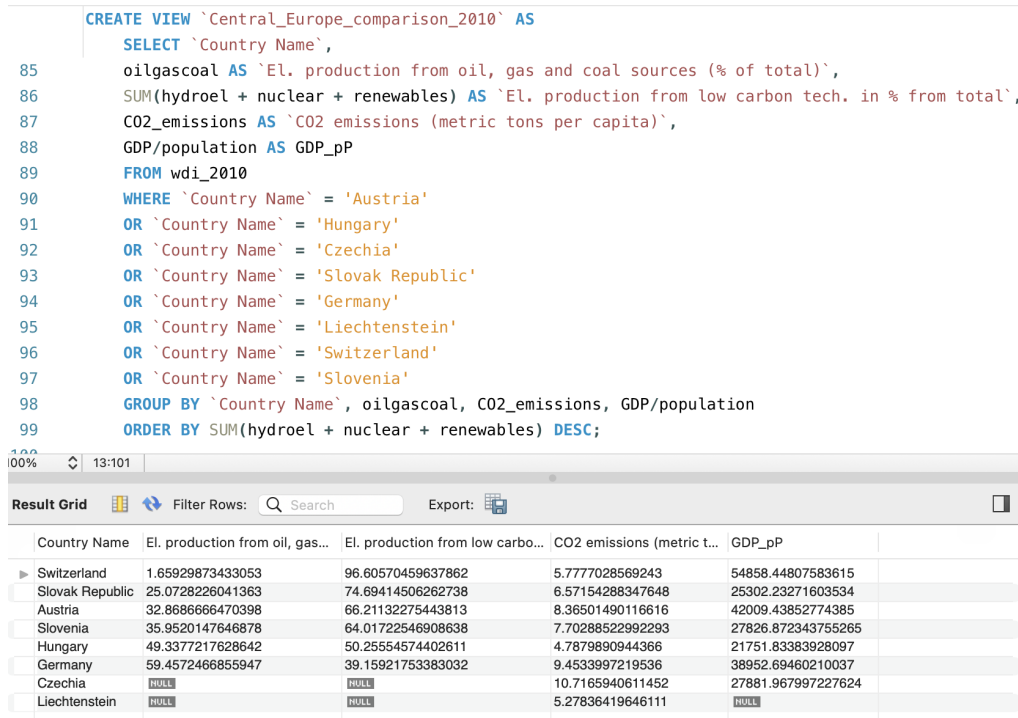 CREATE VIEW `Central_Europe_comparison_2010` AS
SELECT `Country Name`,
85 oilgascoal AS `El. production from oil, gas and coal sources (% of total)`,
86 SUM(hydroel + nuclear + renewables) AS `El. production from low carbon tech. in % from total`,
87 CO2_emissions AS `CO2 emissions (metric tons per capita)`,
88 GDP/population AS GDP_pP
89 FROM wdi_2010
90 WHERE `Country Name` = 'Austria'
91 OR `Country Name` = 'Hungary'
92 OR `Country Name` = 'Czechia'
93 OR `Country Name` = 'Slovak Republic'
94 OR `Country Name` = 'Germany'
95 OR `Country Name` = 'Liechtenstein'
96 OR `Country Name` = 'Switzerland'
97 OR `Country Name` = 'Slovenia'
98 GROUP BY `Country Name`, oilgascoal, CO2_emissions, GDP/population
99 ORDER BY SUM(hydroel + nuclear + renewables) DESC;
100% 13:101
Result Grid Filter Rows: Search Export:
Country Name El. production from oil, gas... El. production from low carbo... CO2 emissions (metric t... GDP_pP
Switzerland 1.65929873433053 96.60570459637862 5.7777028569243 54858.44807583615
Slovak Republic 25.0728226041363 74.69414506262738 6.57154288347648 25302.23271603534
Austria 32.8686666470398 66.21132275443813 8.36501490116616 42009.43852774385
Slovenia 35.9520147646878 64.01722546908638 7.70288522992293 27826.872343755265
Hungary 49.3377217628642 50.25554574402611 4.7879890944366 21751.83383928097
Germany 59.4572466855947 39.15921753383032 9.4533997219536 38952.69460210037
Czechia NULL NULL 10.7165940611452 27881.967997227624
Liechtenstein NULL NULL 5.27836419646111 NULL